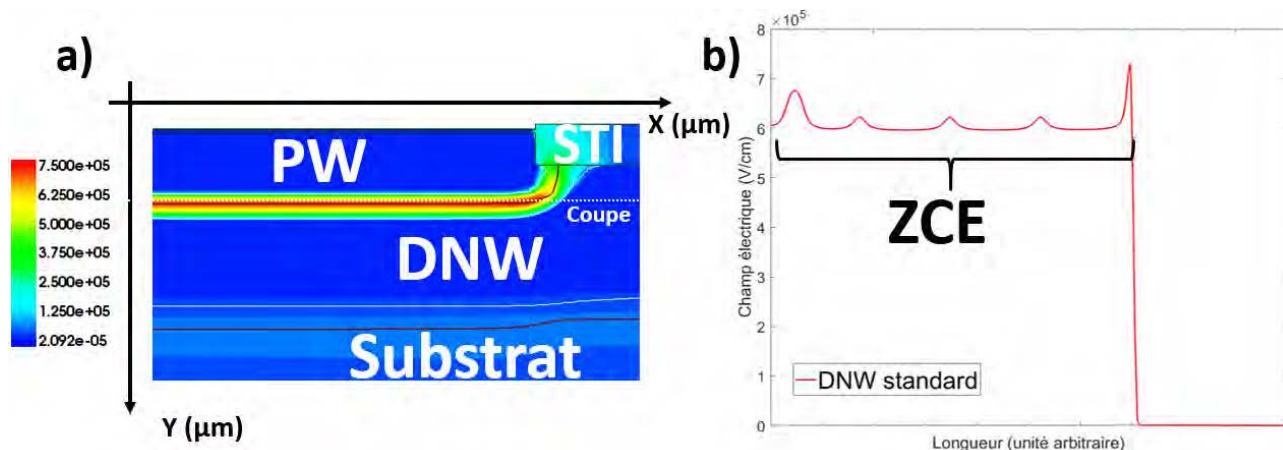 a)
X (µm)
PW
STI
Coupe
DNW
Substrat
Y (µm)
7.500e+05
6.250e+05
5.000e+05
3.750e+05
2.500e+05
1.250e+05
2.092e-05
b)
×10⁵
8
7
6
5
4
3
2
1
0
Champ électrique (V/cm)
ZCE
DNW standard
Longueur (unité arbitraire)